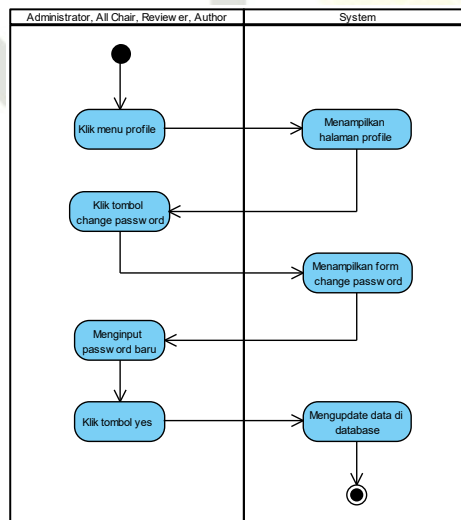 Administrator, All Chair, Reviewer, Author
System
Klik menu profile
Menampilkan
halaman profile
Klik tombol
change password
Menampilkan form
change password
Menginput
password baru
Klik tombol yes
Mengupdate data di
database